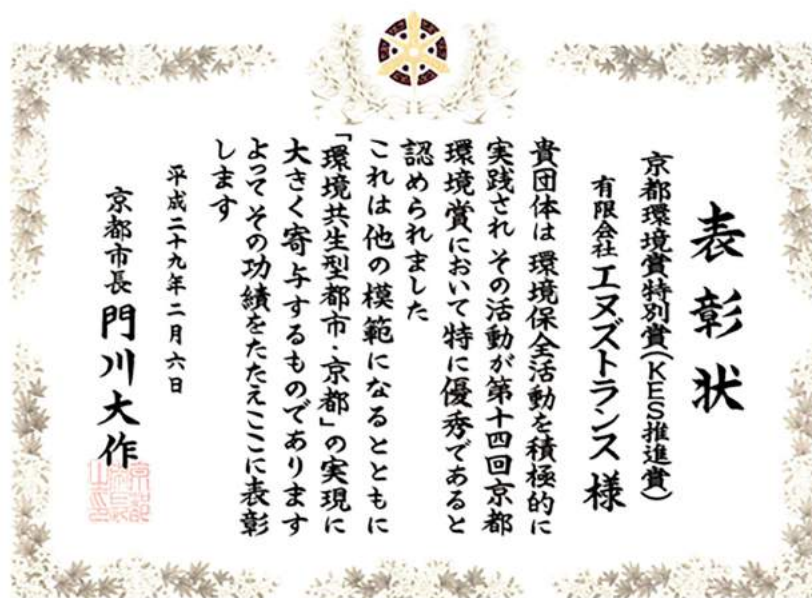 表彰状
京都環境賞特別賞(KES推進賞)
有限会社 エヌズトランス 様
貴団体は 環境保全活動を積極的に
実践され その活動が第十四回京都
環境賞において特に優秀であると
認められました
これは他の模範になるとともに
「環境共生型都市・京都」の実現に
大きく寄与するものであります
よってその功績をたたえここに表彰
します
平成二十九年二月六日
京都市長 門川大作